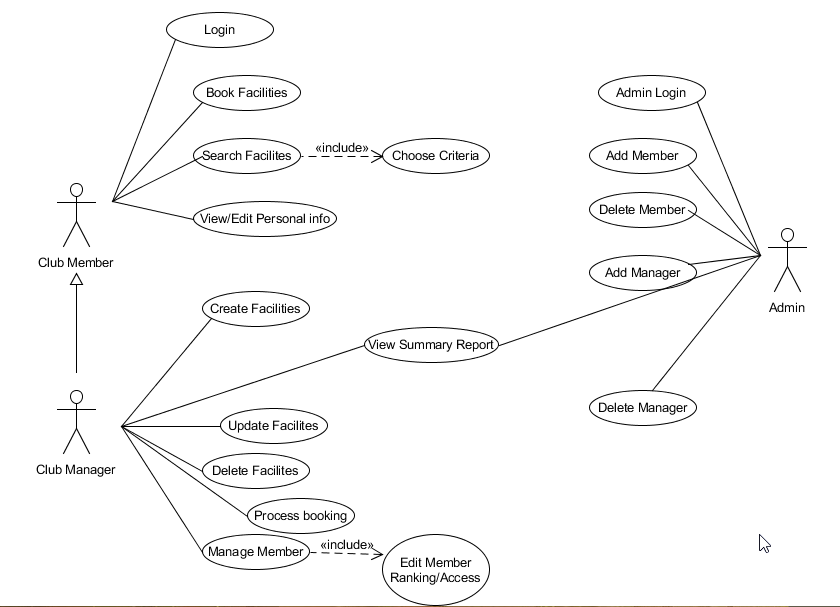 Login
Book Facilities
Admin Login
Search Facilites
«include»
Choose Criteria
Add Member
View/Edit Personal info
Delete Member
Club Member
Add Manager
Admin
Create Facilities
View Summary Report
Delete Manager
Update Facilites
Club Manager
Delete Facilites
Process booking
Manage Member
«include»
Edit Member
Ranking/Access